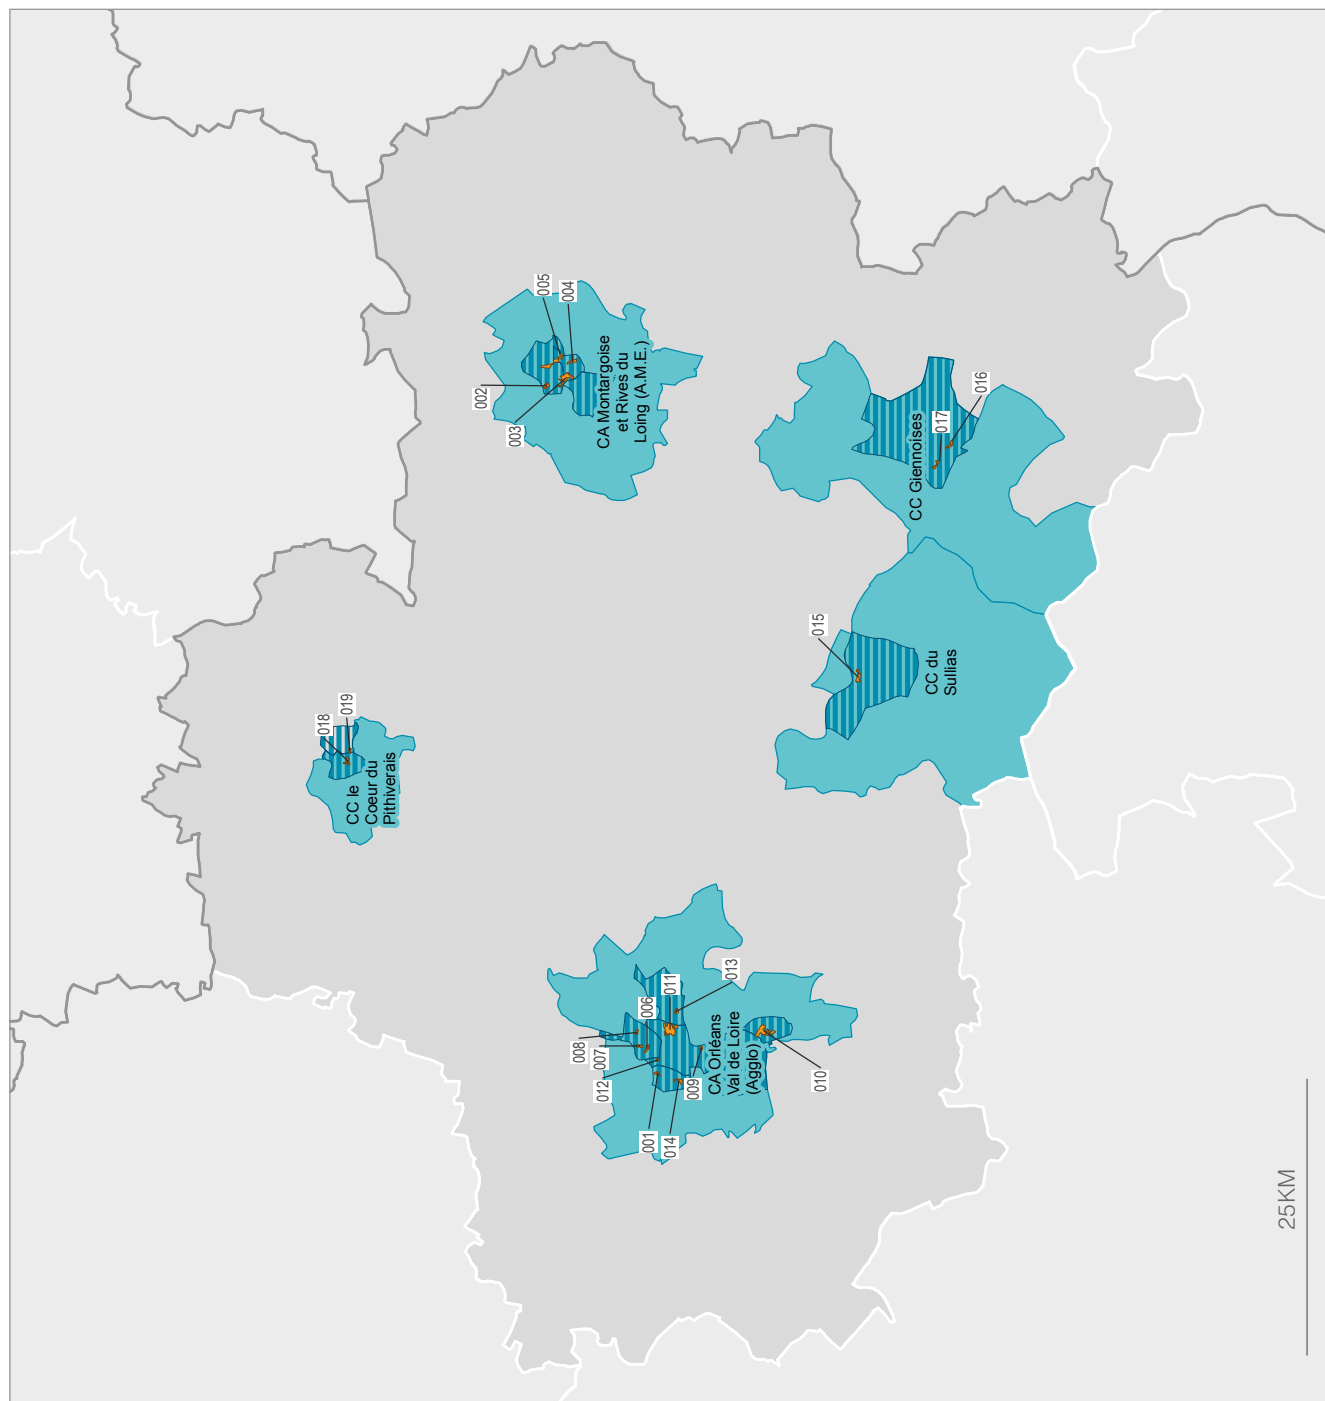 005
004
002
003
CA Montargoise
et Rives du
Loing (A.M.E.)
016
017
CC Giennoises
015
CC du
Sullias
018
019
CC le
Coeur du
Pithiverais
013
011
006
008
007
012
009
CA Orléans
Val de Loire
(Agglo)
010
001
014
25KM